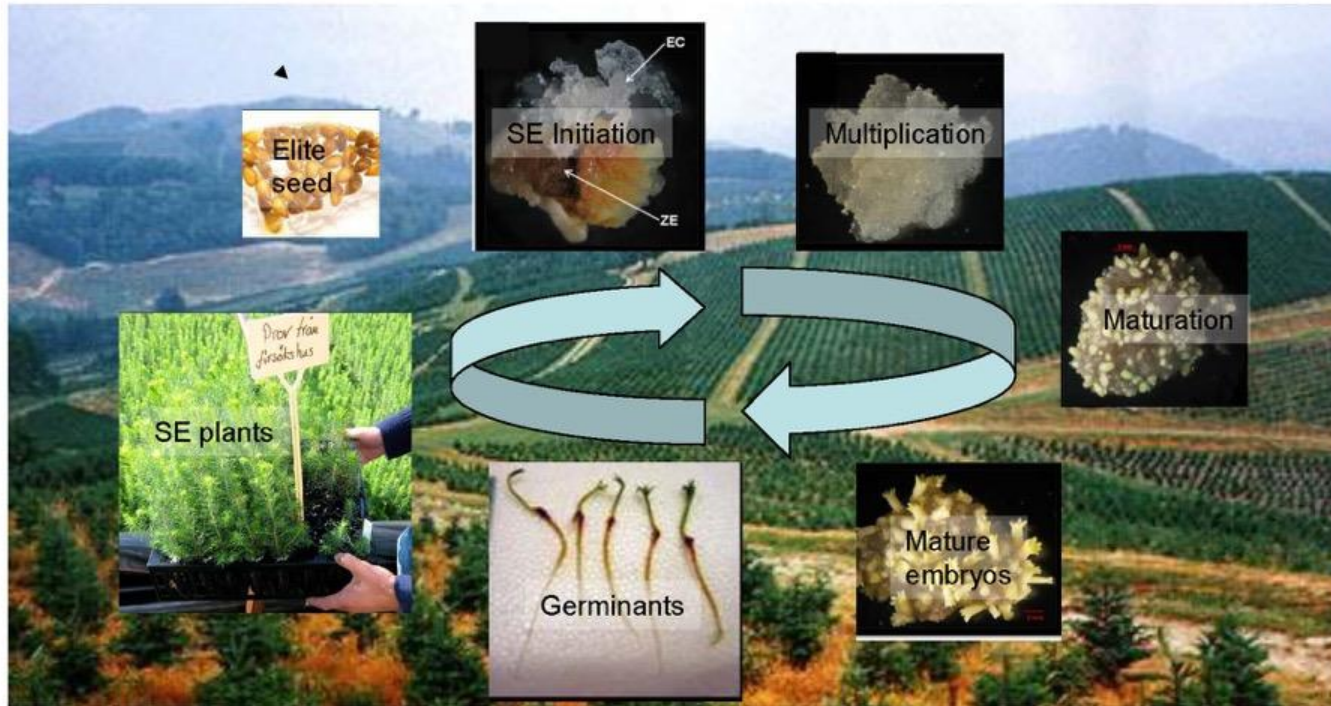 EC
SE Initiation
ZE
Multiplication
Elite
seed
Maturation
Prov från
försökshus
SE plants
Mature
embryos
Germinants